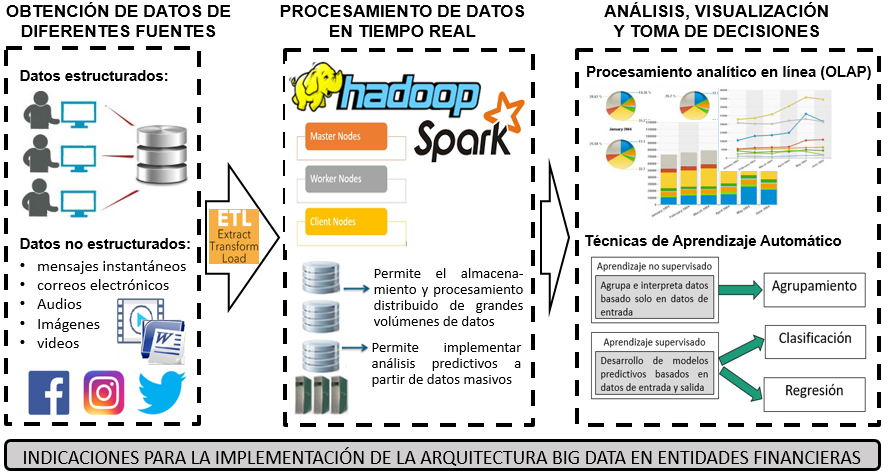 OBTENCIÓN DE DATOS DE
DIFERENTES FUENTES
Datos estructurados:
Datos no estructurados:
• mensajes instantáneos
• correos electrónicos
• Audios
• Imágenes
• videos
W
ETL
Extract
Transform
Load
PROCESAMIENTO DE DATOS
EN TIEMPO REAL
hadoop
Spark
Master Nodes
Worker Nodes
Client Nodes
➢ Permite el almacena-
miento y procesamiento
distribuido de grandes
volúmenes de datos
➢ Permite implementar
análisis predictivos a
partir de datos masivos
ANÁLISIS, VISUALIZACIÓN
Y TOMA DE DECISIONES
Procesamiento analítico en línea (OLAP)
January 2004
Técnicas de Aprendizaje Automático
Aprendizaje no supervisado
Agrupa e interpreta datos
basado solo en datos de
entrada
Agrupamiento
Aprendizaje supervisado
Desarrollo de modelos
predictivos basados en
datos de entrada y salida
Clasificación
Regresión
INDICACIONES PARA LA IMPLEMENTACIÓN DE LA ARQUITECTURA BIG DATA EN ENTIDADES FINANCIERAS